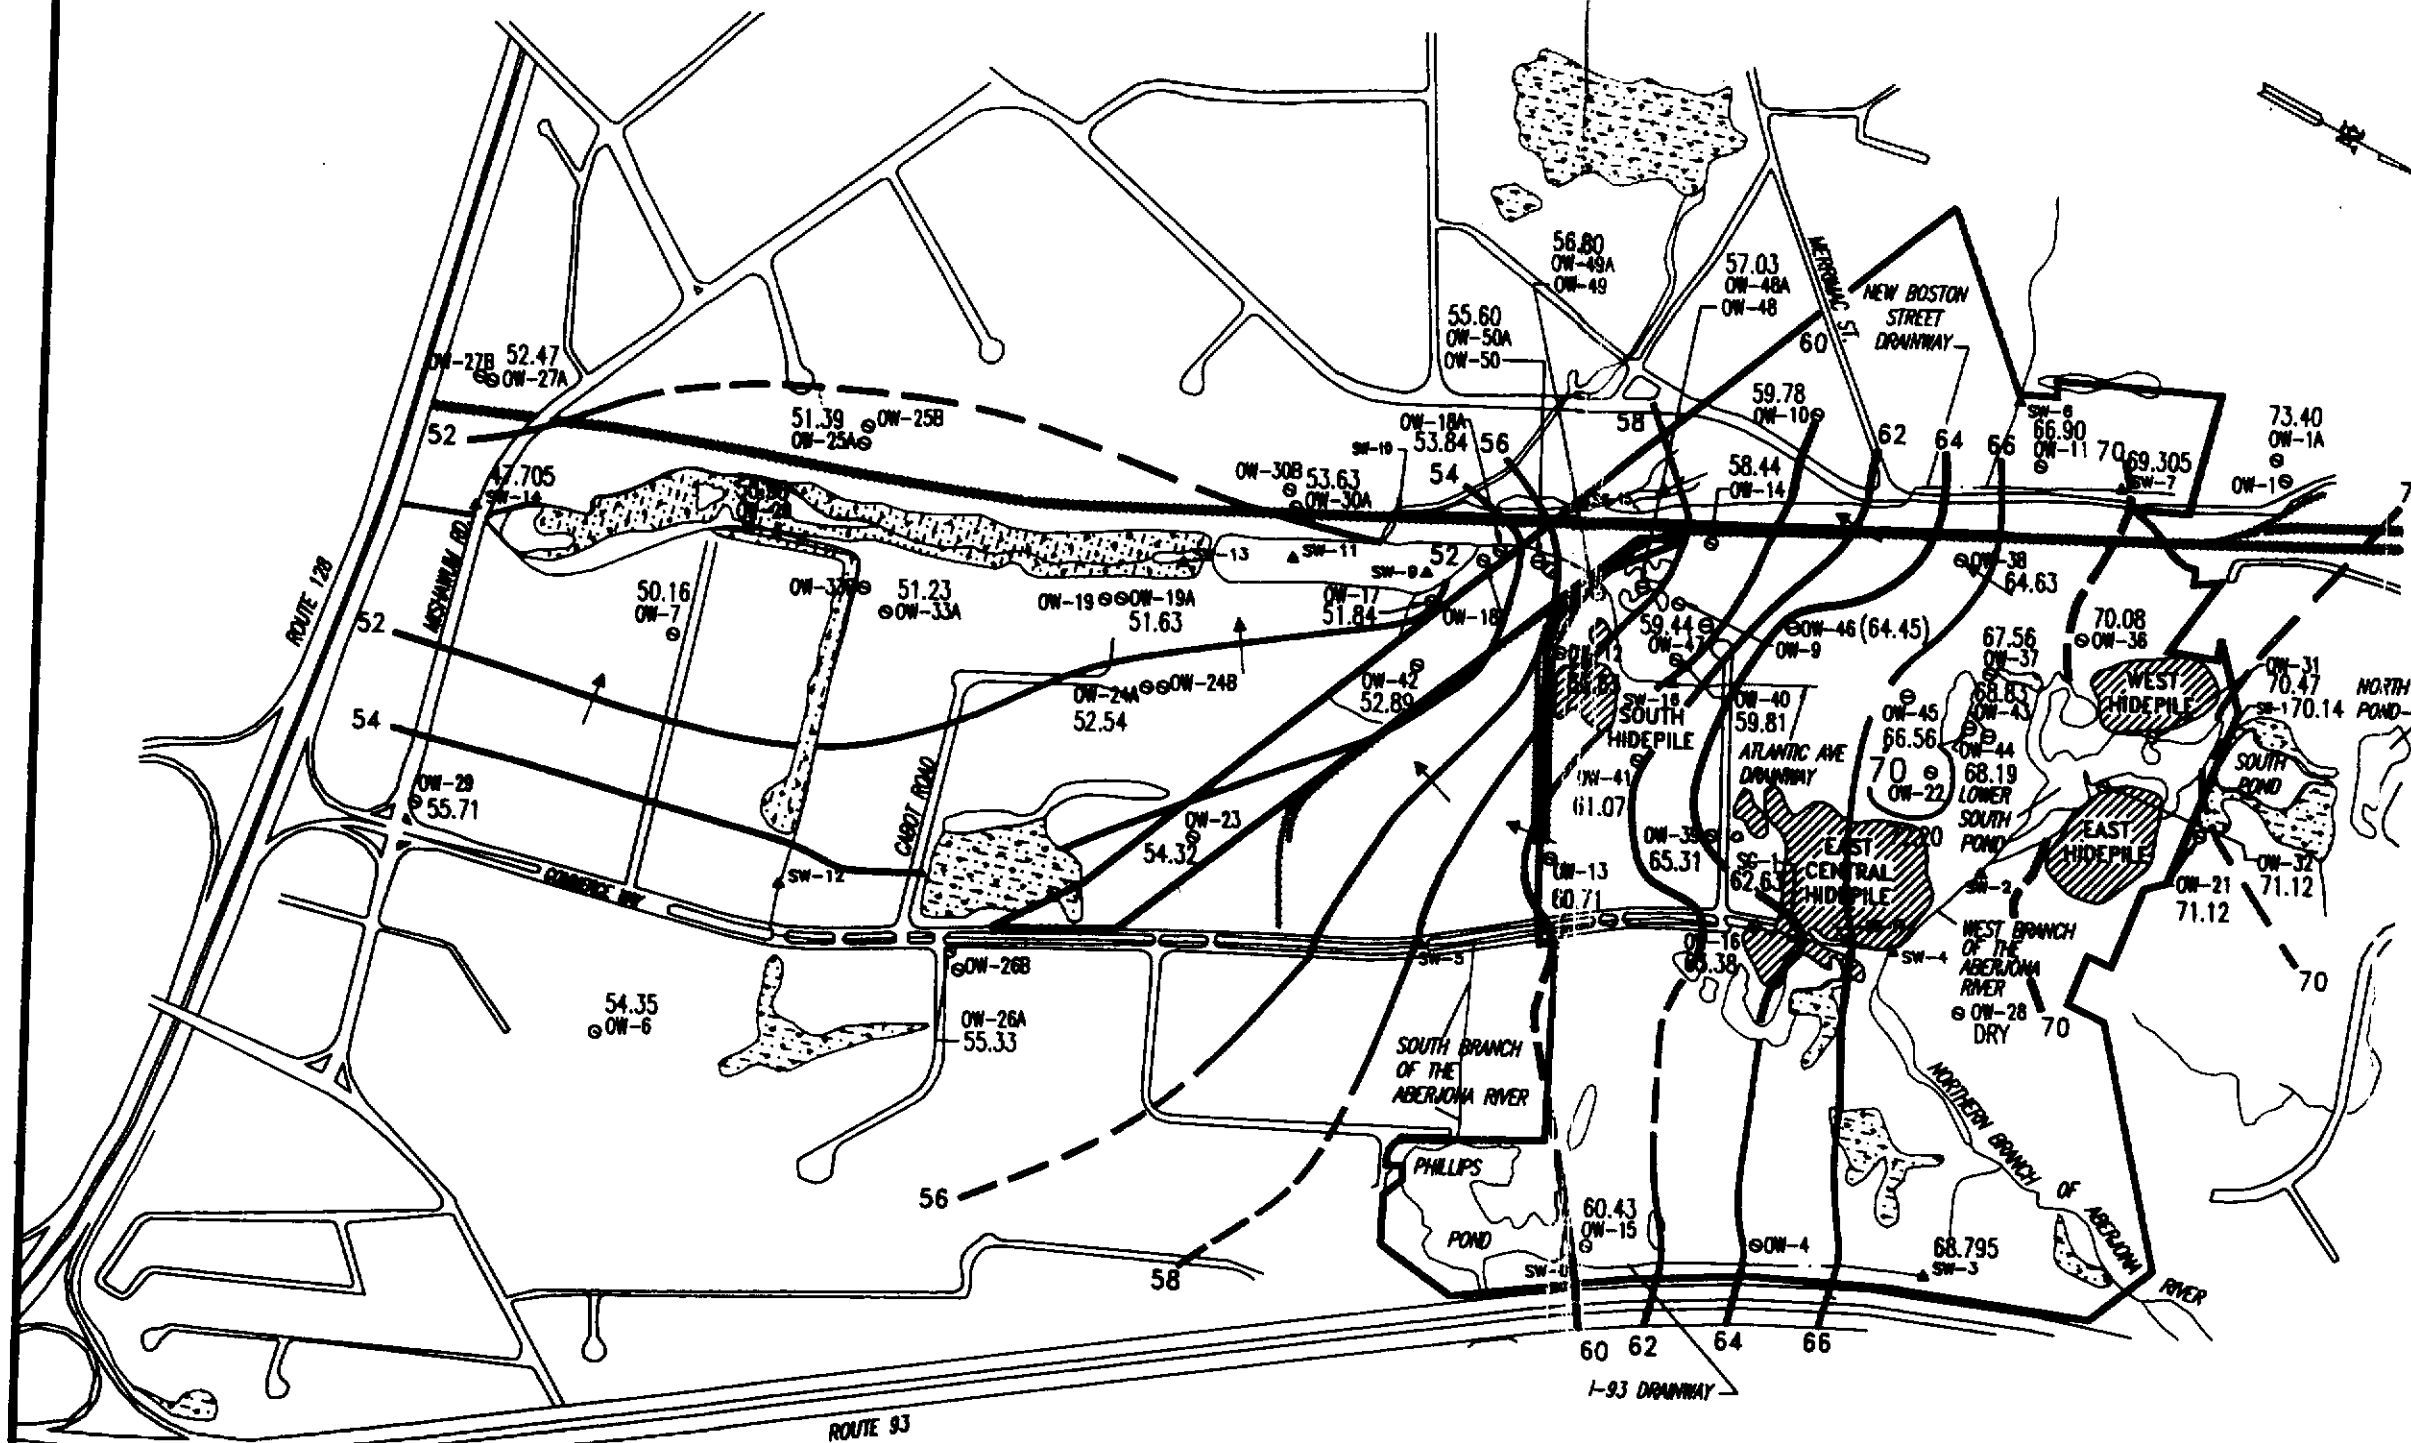 56.80
OW-49A
OW-49
57.03
OW-48A
OW-48
MERRIMAC ST.
NEW BOSTON
STREET
DRAINWAY
60
55.60
OW-50A
OW-50
OW-27B
52.47
OW-27A
52
51.39
OW-25A
OW-25B
OW-18A
53.84
SW-10
56
54
58
59.78
OW-10
62
64
66
SW-6
66.90
OW-11
70
69.305
SW-7
73.40
OW-1A
OW-1
47.705
SW-14
OW-30B
53.63
OW-30A
58.44
OW-14
SW-13
SW-11
52
SW-9
ROUTE 128
MISHAWUM RD.
52
50.16
OW-7
51.23
OW-33A
OW-19
OW-19A
51.63
OW-17
51.84
OW-18
59.44
OW-47
OW-46 (64.45)
OW-9
OW-38
64.63
70.08
OW-36
67.56
OW-37
68.83
OW-43
OW-44
68.19
OW-45
66.56
70
OW-22
OW-24A
OW-24B
52.54
OW-42
52.89
SW-16
SOUTH
HIDEPILE
OW-40
59.81
ATLANTIC AVE
DRAINWAY
WEST
HIDEPILE
OW-31
70.47
SW-1
70.14
NORTH
POND
SOUTH
POND
LOWER
SOUTH
POND
54
OW-29
55.71
OW-41
61.07
OW-23
54.32
CABOT ROAD
SW-12
COMMERCE WAY
OW-39
65.31
62.63
OW-13
60.71
EAST
CENTRAL
HIDEPILE
EAST
HIDEPILE
SW-2
OW-32
71.12
OW-21
71.12
OW-16
SW-5
SW-4
WEST BRANCH
OF THE
ABERJONA
RIVER
OW-28
DRY
70
70
OW-26B
54.35
OW-6
OW-26A
55.33
SOUTH BRANCH
OF THE
ABERJONA RIVER
NORTHERN BRANCH OF ABERJONA RIVER
56
PHILLIPS
POND
60.43
OW-15
OW-4
68.795
SW-3
58
60
62
64
66
I-93 DRAINWAY
ROUTE 93